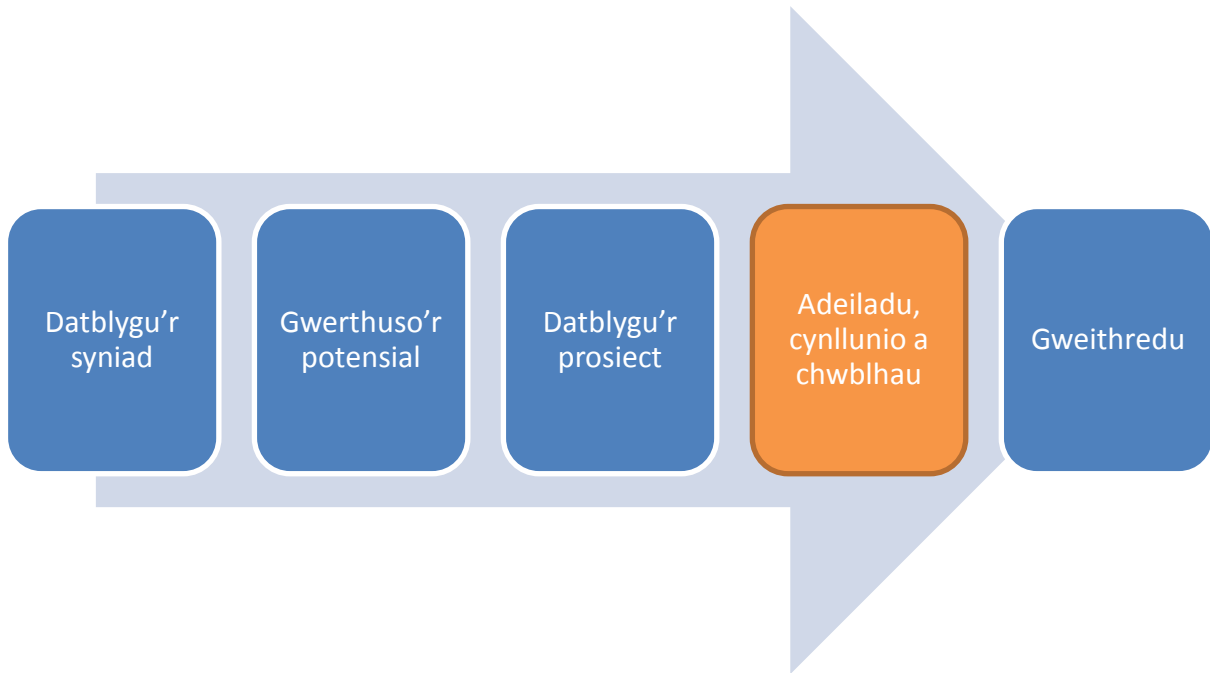 Datblygu’r
syniad
Gwerthuso’r
potensial
Datblygu’r
prosiect
Adeiladu,
cynllunio a
chwblhau
Gweithredu